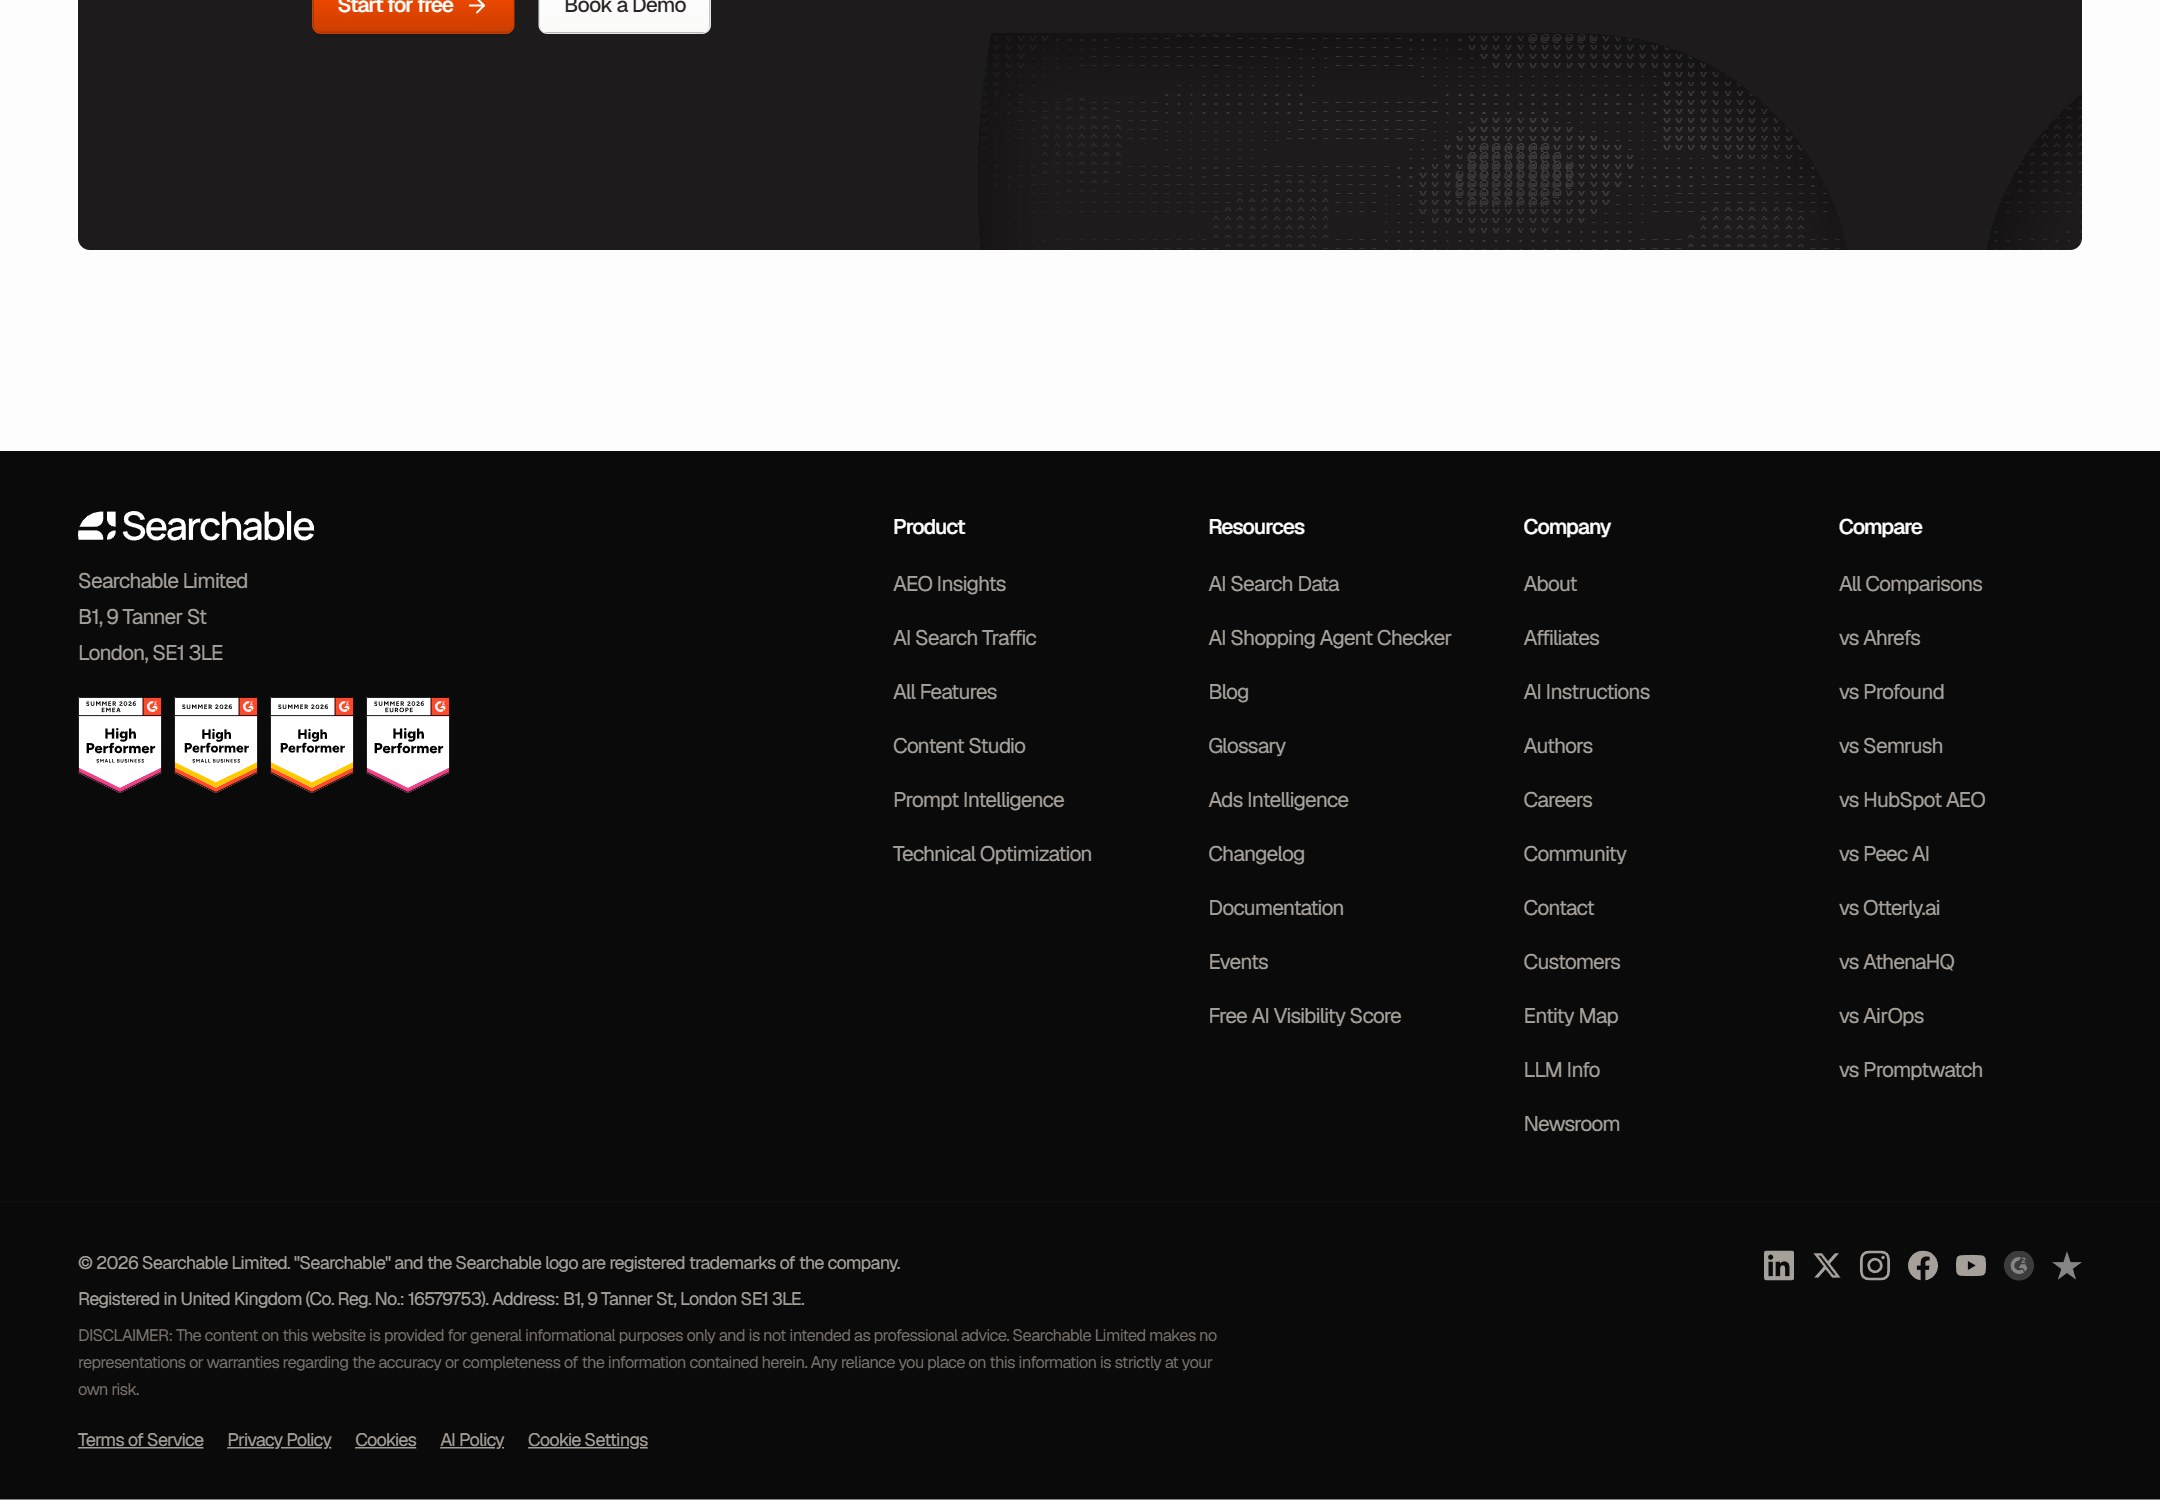 Start for free
Book a Demo
Searchable
Searchable Limited
B1, 9 Tanner St
London, SE1 3LE
SUMMER 2026
EMEA
High
Performer
SMALL BUSINESS
SUMMER 2026
High
Performer
SMALL BUSINESS
SUMMER 2026
High
Performer
SUMMER 2026
EUROPE
High
Performer
Product
AEO Insights
AI Search Traffic
All Features
Content Studio
Prompt Intelligence
Technical Optimization
Resources
AI Search Data
AI Shopping Agent Checker
Blog
Glossary
Ads Intelligence
Changelog
Documentation
Events
Free AI Visibility Score
Company
About
Affiliates
AI Instructions
Authors
Careers
Community
Contact
Customers
Entity Map
LLM Info
Newsroom
Compare
All Comparisons
vs Ahrefs
vs Profound
vs Semrush
vs HubSpot AEO
vs Peec AI
vs Otterly.ai
vs AthenaHQ
vs AirOps
vs Promptwatch
© 2026 Searchable Limited. "Searchable" and the Searchable logo are registered trademarks of the company.
Registered in United Kingdom (Co. Reg. No.: 16579753). Address: B1, 9 Tanner St, London SE1 3LE.
DISCLAIMER: The content on this website is provided for general informational purposes only and is not intended as professional advice. Searchable Limited makes no
representations or warranties regarding the accuracy or completeness of the information contained herein. Any reliance you place on this information is strictly at your
own risk.
Terms of Service Privacy Policy Cookies AI Policy Cookie Settings